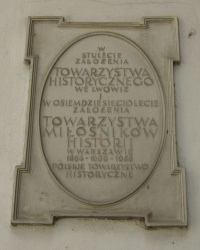 W
STULECIE
ZAŁOŻENIA
TOWARZYSTWA
HISTORYCZNEGO
WE LWOWIE
I
W OSIEMDZIESIĘCIOLECIE
ZAŁOŻENIA
TOWARZYSTWA
MIŁOŚNIKÓW
HISTORII
W WARSZAWIE
1886 - 1906 - 1986
POLSKIE TOWARZYSTWO
HISTORYCZNE